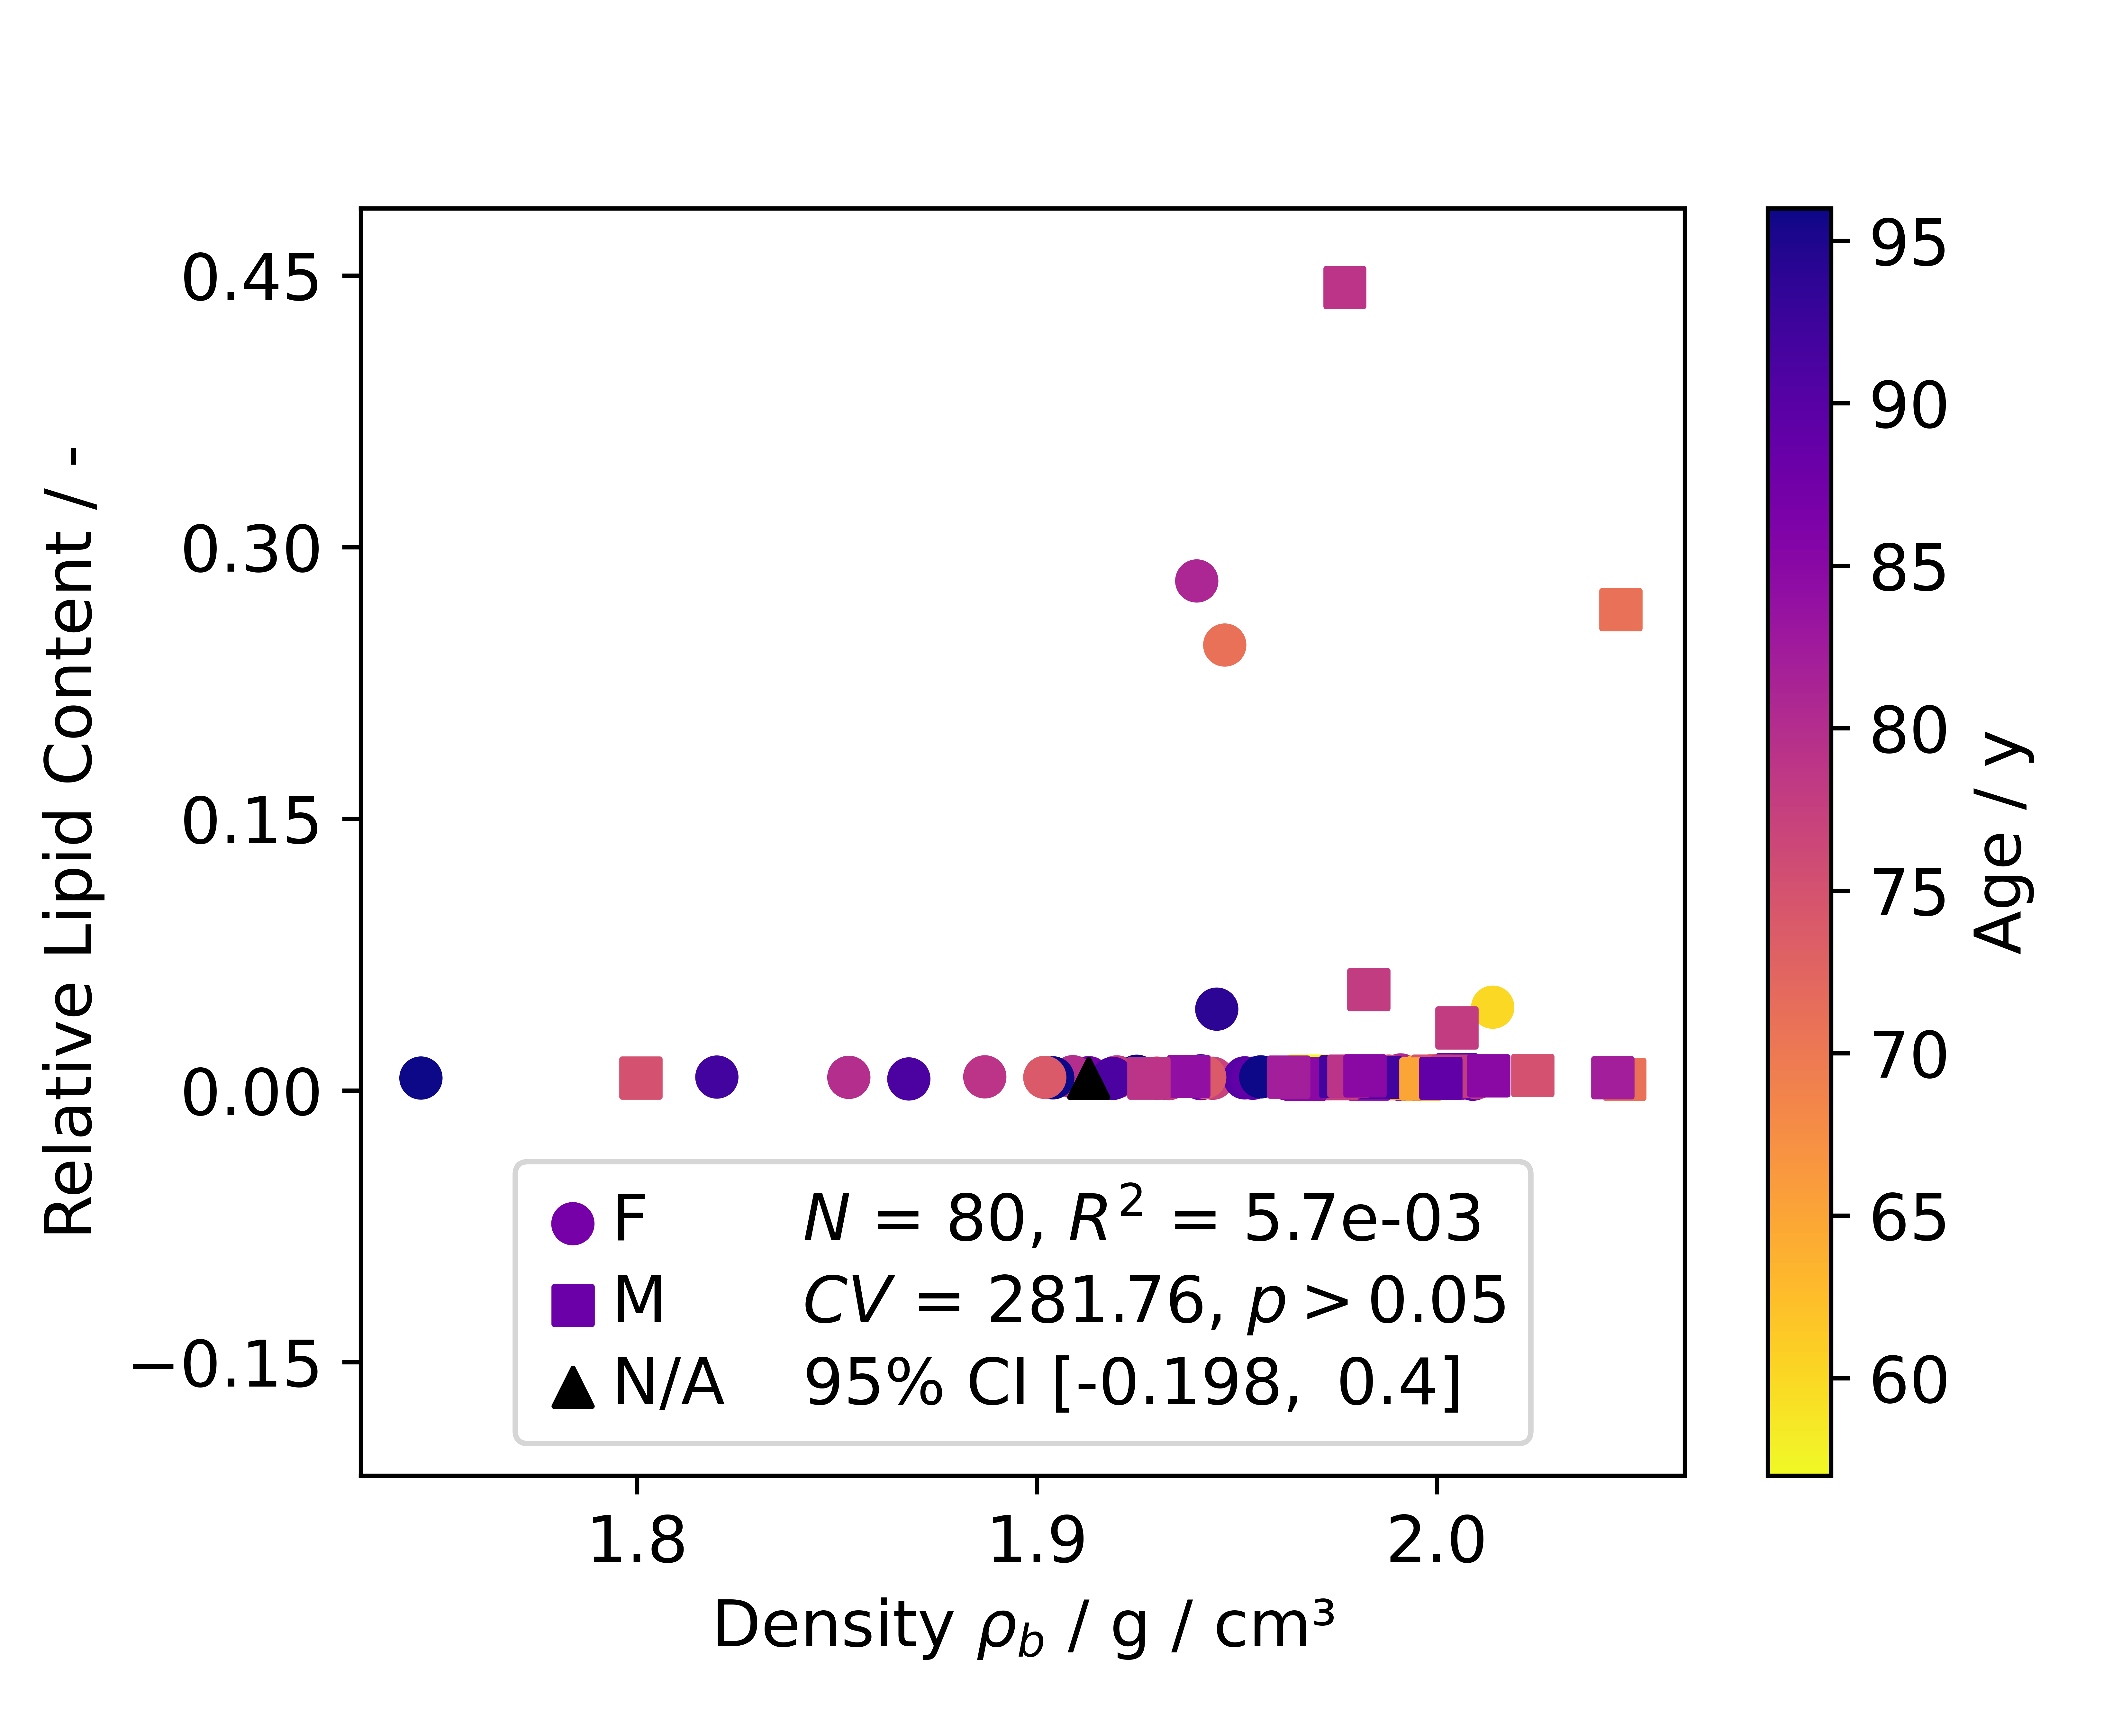 Relative Lipid Content / -
0.45
0.30
0.15
0.00
−0.15
F
M
N/A
N = 80, R² = 5.7e-03
CV = 281.76, p > 0.05
95% CI [-0.198, 0.4]
1.8
1.9
2.0
Density ρ_b / g / cm³
95
90
85
80
75
70
65
60
Age / y